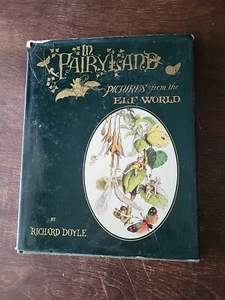 IN
FAIRYLAND
PICTURES from the
ELF WORLD.
BY
RICHARD DOYLE.